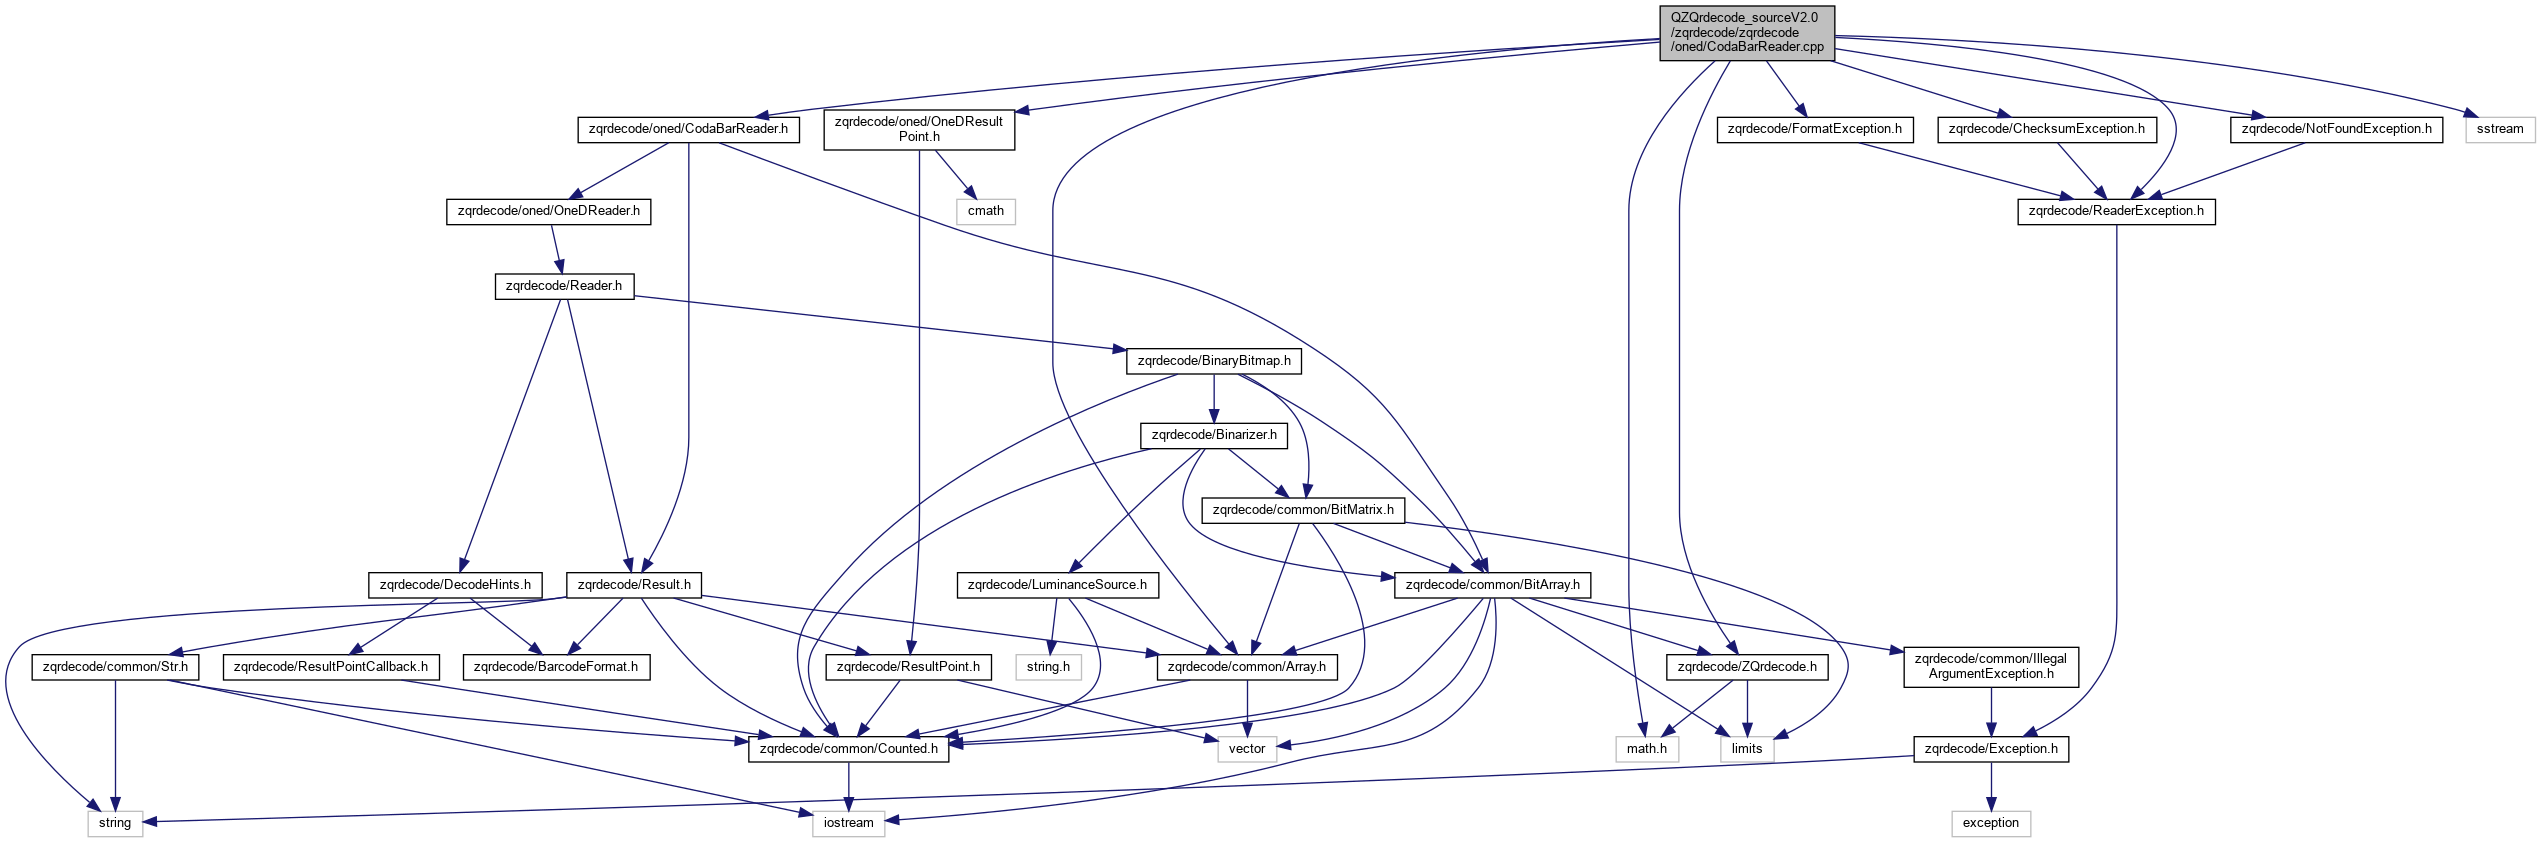 QZQrdecode_sourceV2.0
/zqrdecode/zqrdecode
/oned/CodaBarReader.cpp
zqrdecode/oned/CodaBarReader.h
zqrdecode/oned/OneDResult
Point.h
zqrdecode/FormatException.h
zqrdecode/ChecksumException.h
zqrdecode/NotFoundException.h
sstream
zqrdecode/oned/OneDReader.h
cmath
zqrdecode/ReaderException.h
zqrdecode/Reader.h
zqrdecode/BinaryBitmap.h
zqrdecode/Binarizer.h
zqrdecode/common/BitMatrix.h
zqrdecode/DecodeHints.h
zqrdecode/Result.h
zqrdecode/LuminanceSource.h
zqrdecode/common/BitArray.h
zqrdecode/common/Str.h
zqrdecode/ResultPointCallback.h
zqrdecode/BarcodeFormat.h
zqrdecode/ResultPoint.h
string.h
zqrdecode/common/Array.h
zqrdecode/ZQrdecode.h
zqrdecode/common/Illegal
ArgumentException.h
zqrdecode/common/Counted.h
vector
math.h
limits
zqrdecode/Exception.h
string
iostream
exception